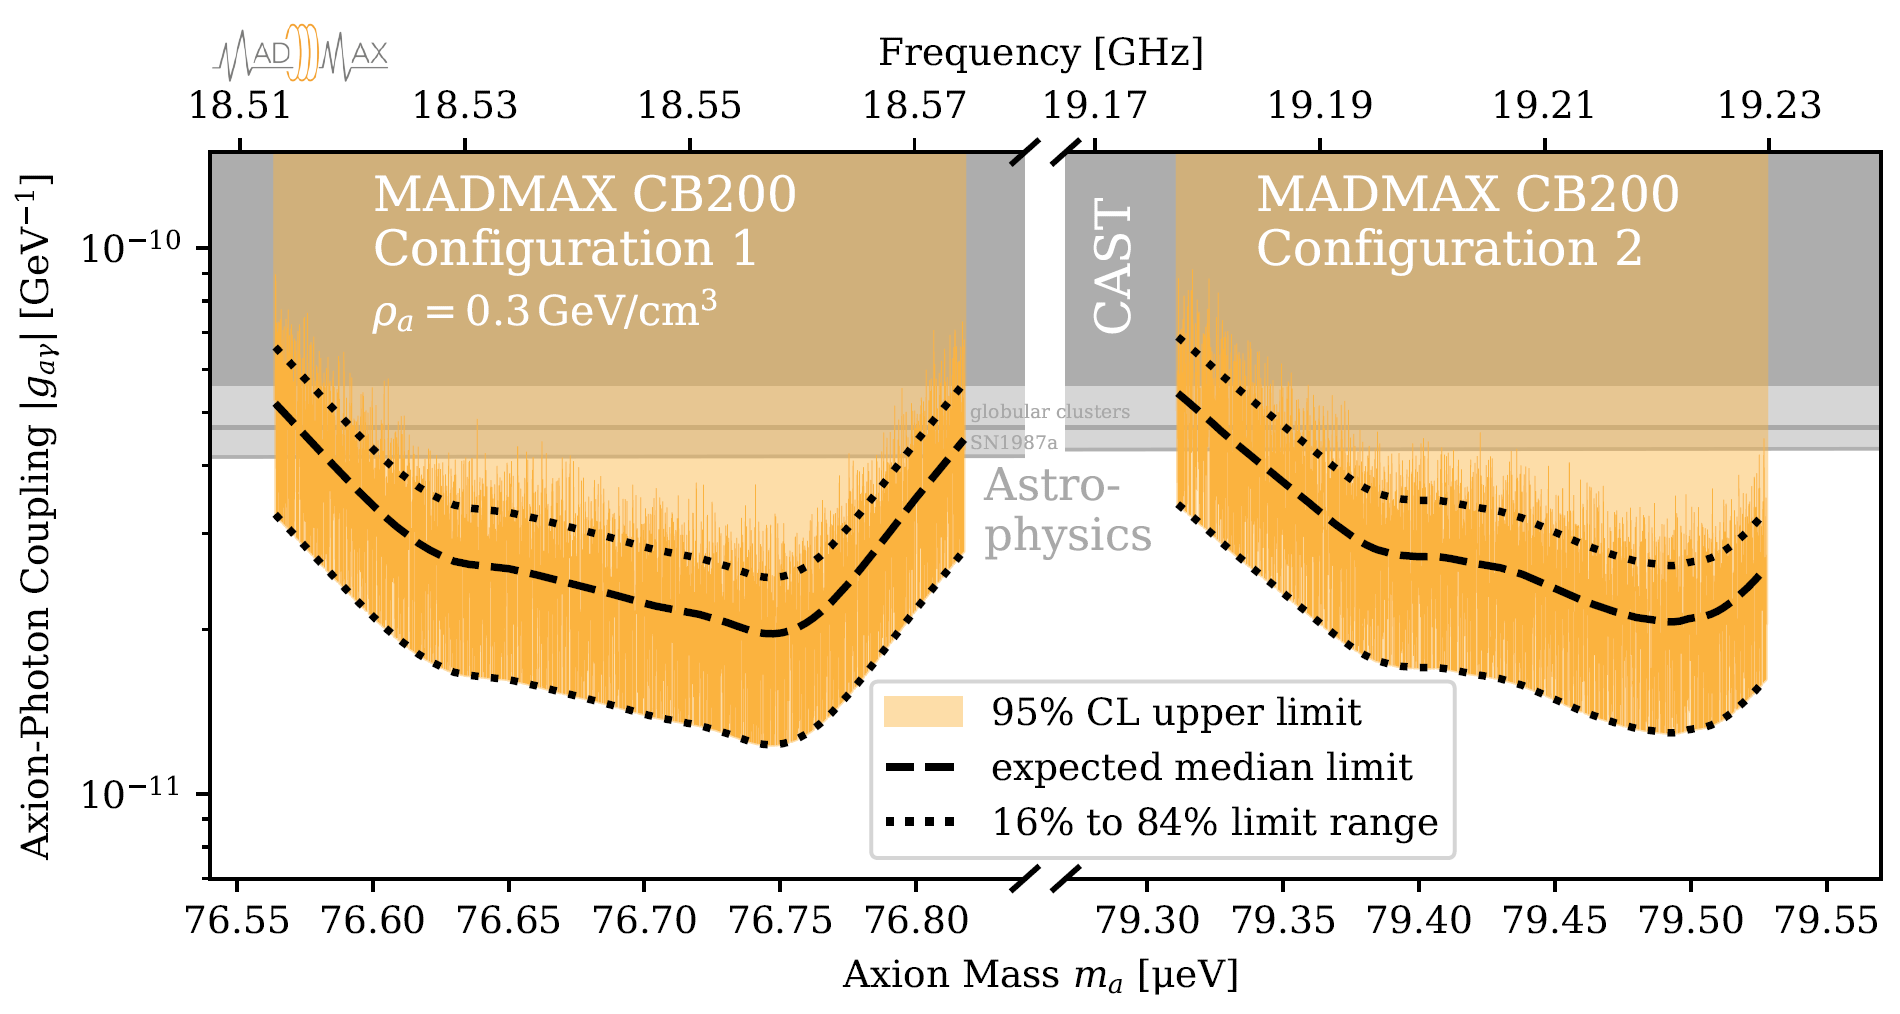 MAD MAX
Frequency [GHz]
18.51 18.53 18.55 18.57 19.17 19.19 19.21 19.23
MADMAX CB200
Configuration 1
ρₐ = 0.3 GeV/cm³
CAST
MADMAX CB200
Configuration 2
Axion-Photon Coupling |gₐᵧ| [GeV⁻¹]
10⁻¹⁰
10⁻¹¹
globular clusters
SN1987a
Astro-
physics
95% CL upper limit
expected median limit
16% to 84% limit range
76.55 76.60 76.65 76.70 76.75 76.80 79.30 79.35 79.40 79.45 79.50 79.55
Axion Mass mₐ [μeV]